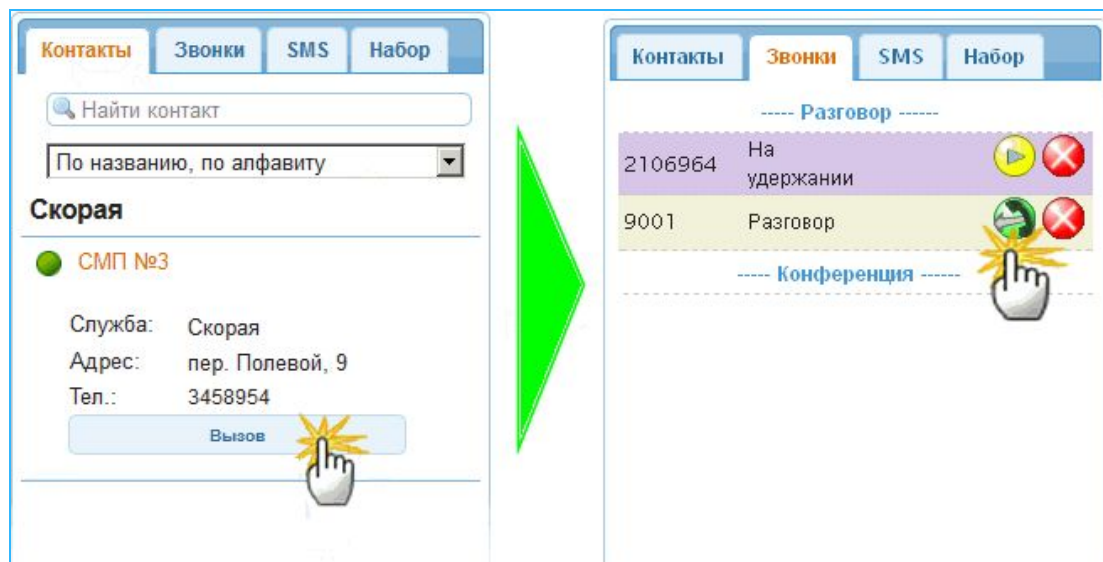 Контакты Звонки SMS Набор
Найти контакт
По названию, по алфавиту
Скорая
СМП №3
Служба: Скорая
Адрес: пер. Полевой, 9
Тел.: 3458954
Вызов
Контакты Звонки SMS Набор
----- Разговор ------
2106964 На
удержании
9001 Разговор
----- Конференция ------